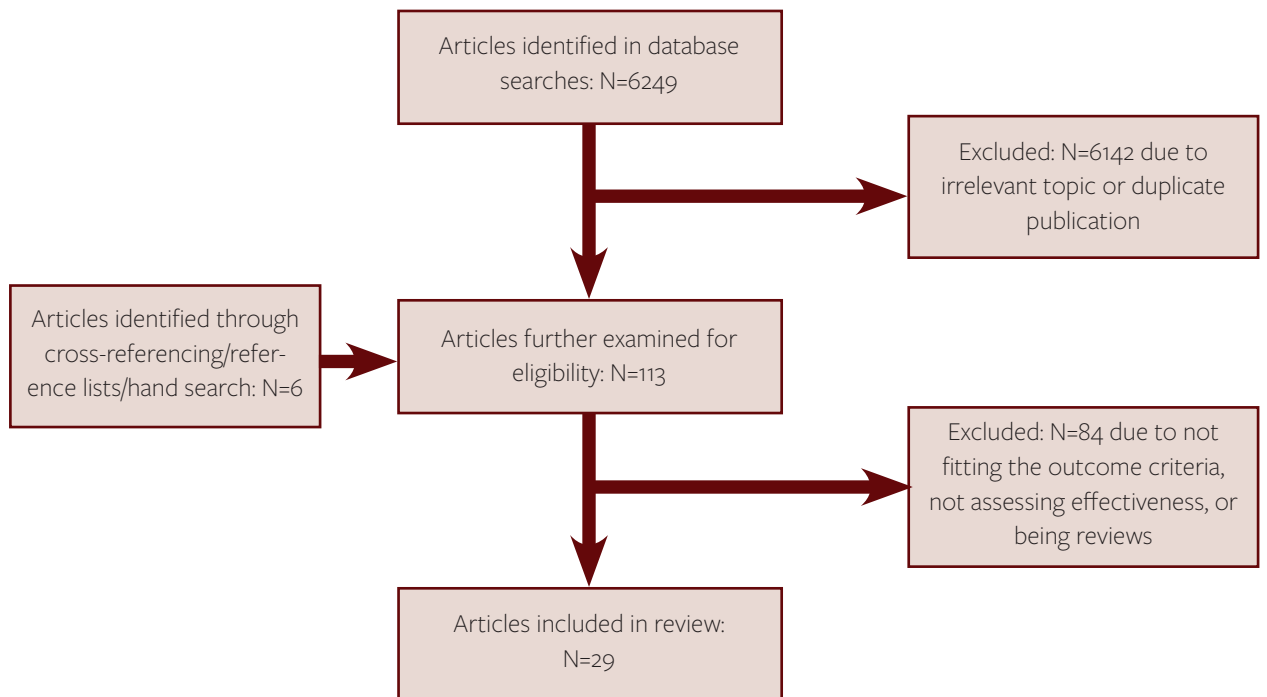 Articles identified in database
searches: N=6249
Excluded: N=6142 due to
irrelevant topic or duplicate
publication
Articles identified through
cross-referencing/refer-
ence lists/hand search: N=6
Articles further examined for
eligibility: N=113
Excluded: N=84 due to not
fitting the outcome criteria,
not assessing effectiveness, or
being reviews
Articles included in review:
N=29